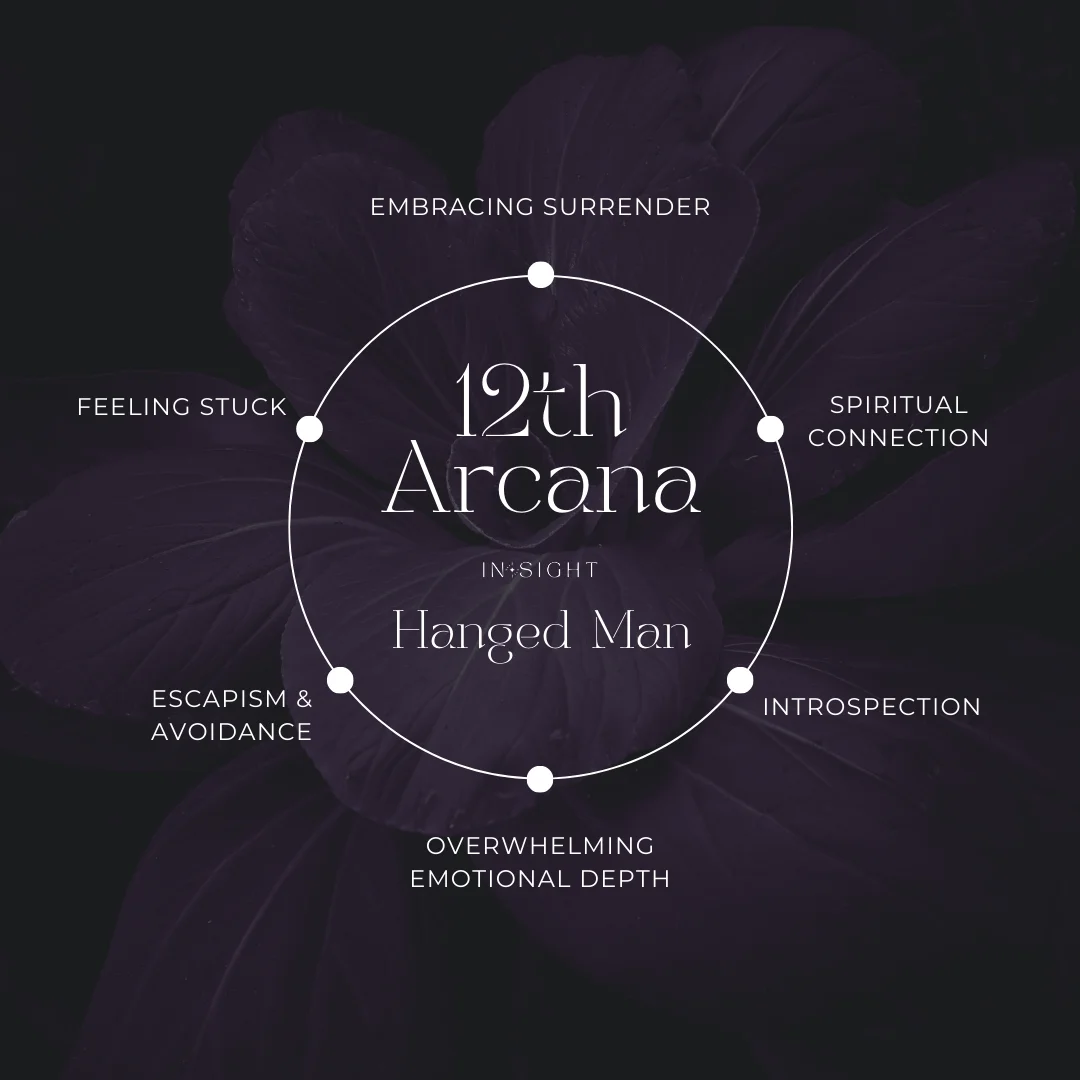 EMBRACING SURRENDER
FEELING STUCK
SPIRITUAL
CONNECTION
12th
Arcana
IN SIGHT
Hanged Man
ESCAPISM &
AVOIDANCE
INTROSPECTION
OVERWHELMING
EMOTIONAL DEPTH